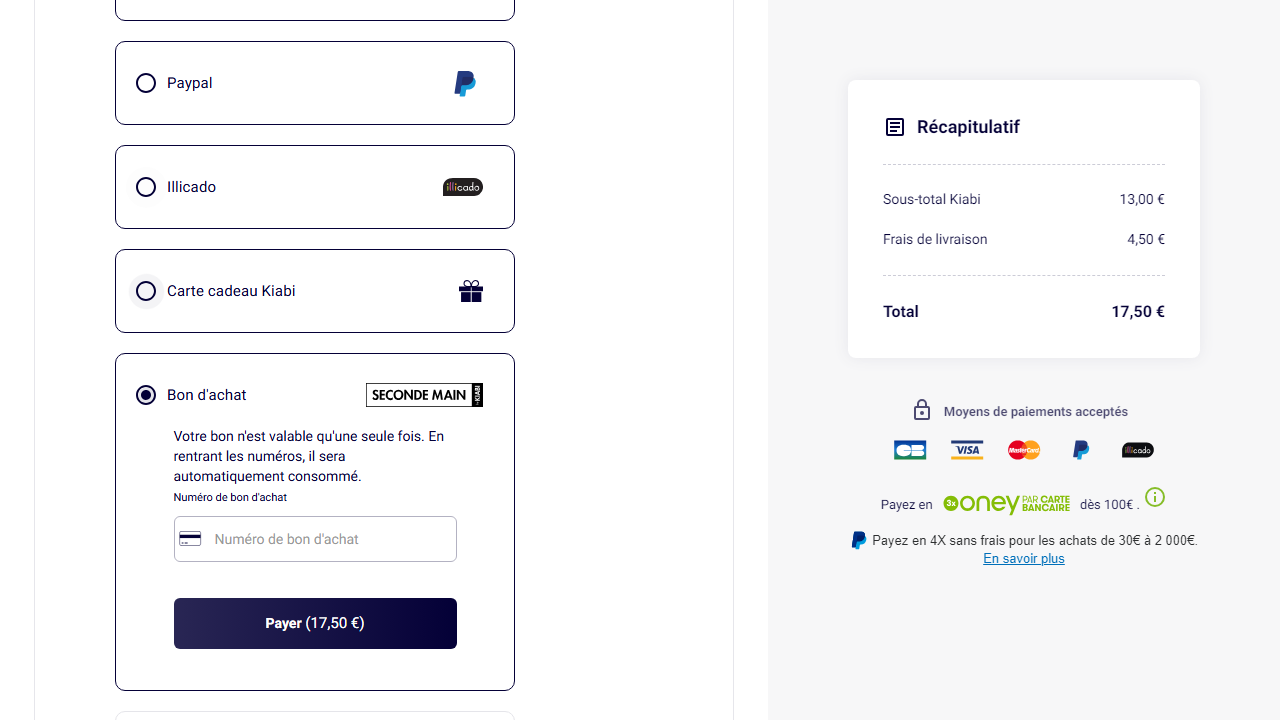 Paypal
illicado
Illicado
Carte cadeau Kiabi
Bon d'achat
SECONDE MAIN
KIABI
Votre bon n'est valable qu'une seule fois. En
rentrant les numéros, il sera
automatiquement consommé.
Numéro de bon d'achat
Numéro de bon d'achat
Payer (17,50 €)
Récapitulatif
Sous-total Kiabi 13,00 €
Frais de livraison 4,50 €
Total 17,50 €
Moyens de paiements acceptés
CB VISA MasterCard illicado
Payez en 3x oney PAR CARTE BANCAIRE dès 100€ .
Payez en 4X sans frais pour les achats de 30€ à 2 000€.
En savoir plus